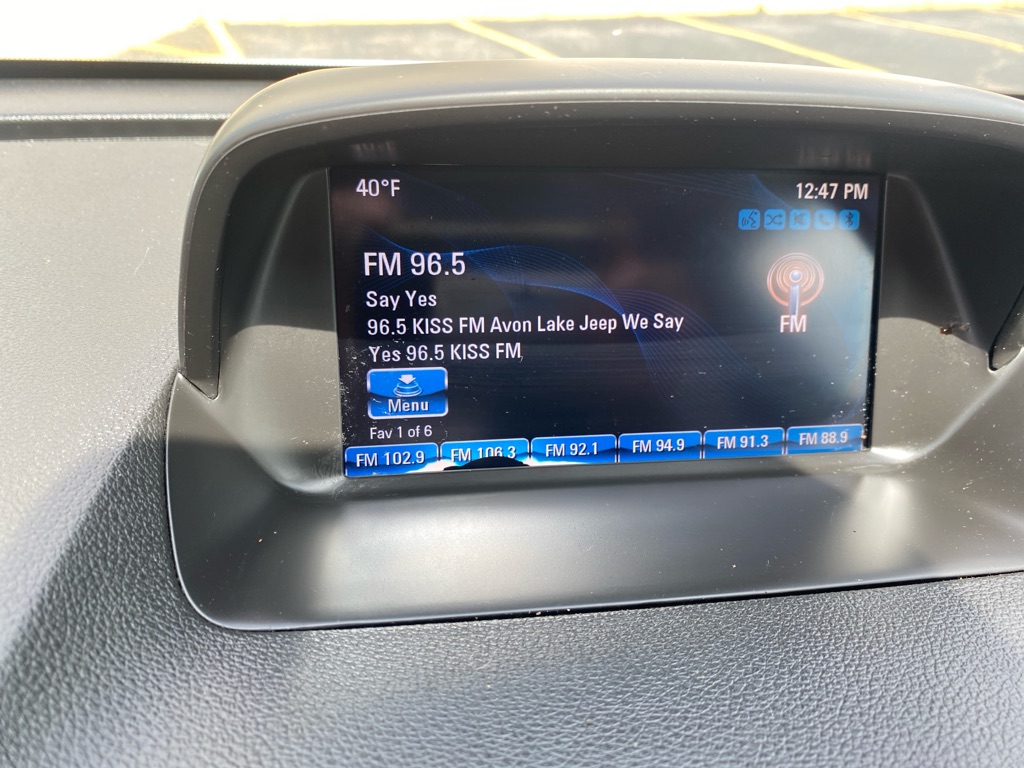 40°F
12:47 PM
FM 96.5
Say Yes
96.5 KISS FM Avon Lake Jeep We Say
Yes 96.5 KISS FM
FM
Menu
Fav 1 of 6
FM 102.9 FM 106.3 FM 92.1 FM 94.9 FM 91.3 FM 88.9